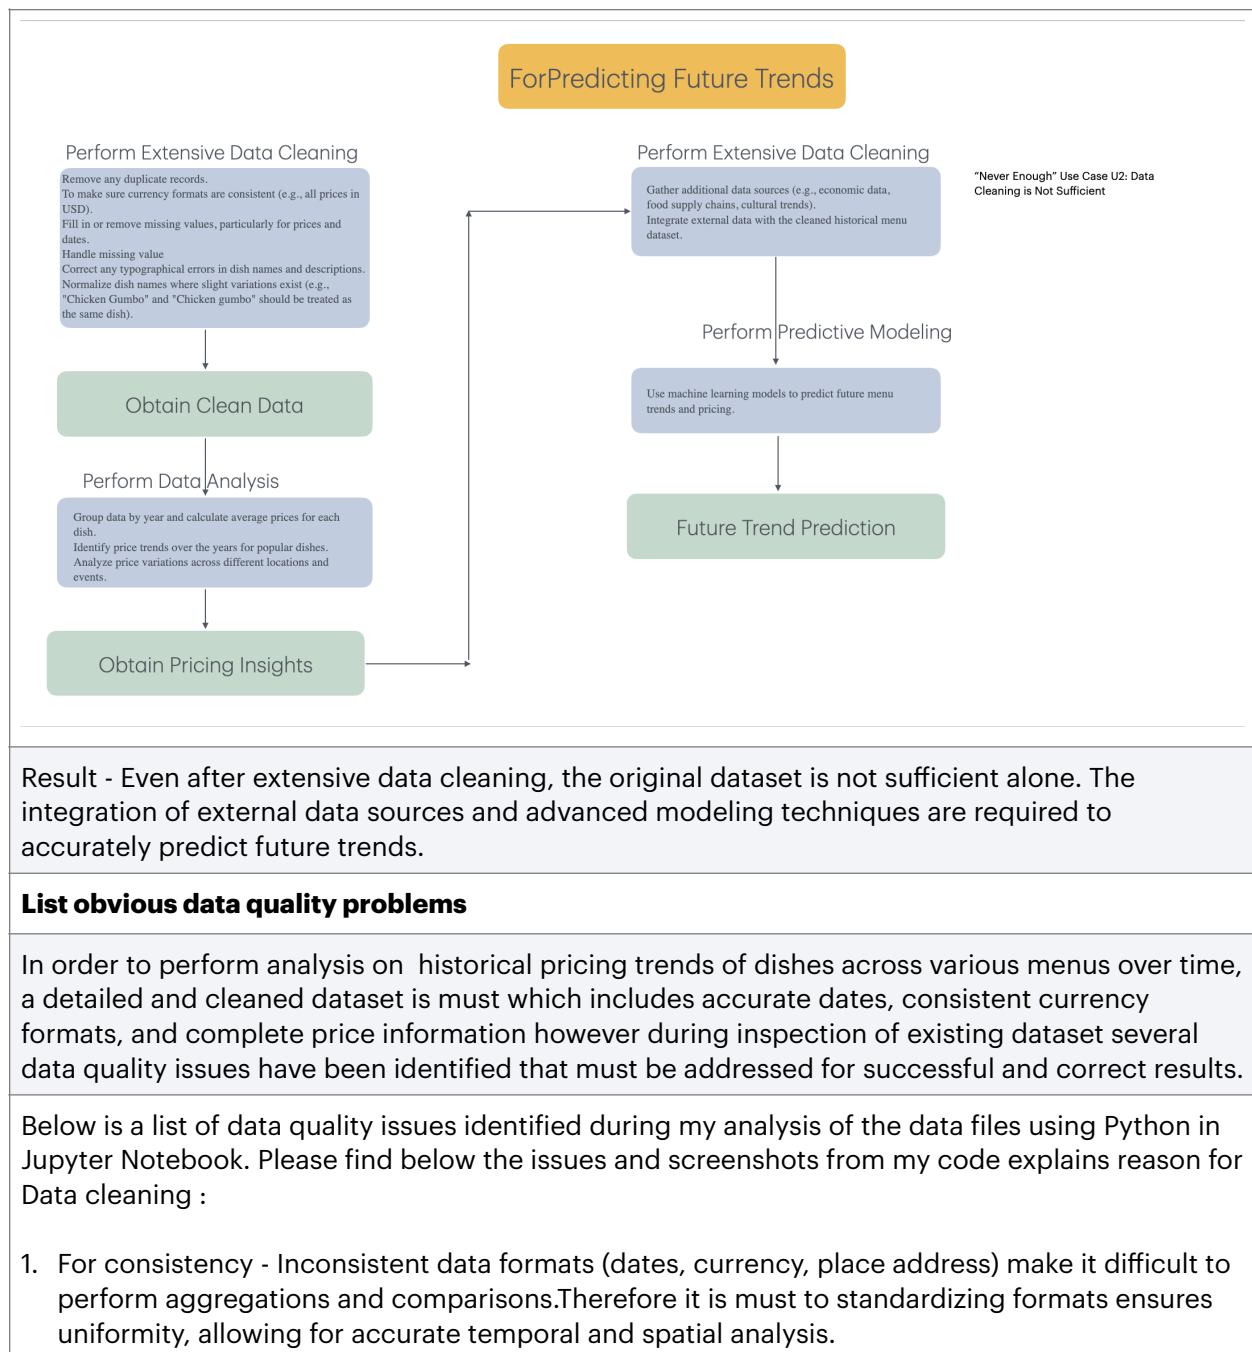 ForPredicting Future Trends
Perform Extensive Data Cleaning
Remove any duplicate records.
To make sure currency formats are consistent (e.g., all prices in
USD).
Fill in or remove missing values, particularly for prices and
dates.
Handle missing value
Correct any typographical errors in dish names and descriptions.
Normalize dish names where slight variations exist (e.g.,
"Chicken Gumbo" and "Chicken gumbo" should be treated as
the same dish).
Obtain Clean Data
Perform Data Analysis
Group data by year and calculate average prices for each
dish.
Identify price trends over the years for popular dishes.
Analyze price variations across different locations and
events.
Obtain Pricing Insights
Perform Extensive Data Cleaning
Gather additional data sources (e.g., economic data,
food supply chains, cultural trends).
Integrate external data with the cleaned historical menu
dataset.
Perform Predictive Modeling
Use machine learning models to predict future menu
trends and pricing.
Future Trend Prediction
“Never Enough” Use Case U2: Data
Cleaning is Not Sufficient
Result - Even after extensive data cleaning, the original dataset is not sufficient alone. The
integration of external data sources and advanced modeling techniques are required to
accurately predict future trends.
List obvious data quality problems
In order to perform analysis on  historical pricing trends of dishes across various menus over time,
a detailed and cleaned dataset is must which includes accurate dates, consistent currency
formats, and complete price information however during inspection of existing dataset several
data quality issues have been identified that must be addressed for successful and correct results.
Below is a list of data quality issues identified during my analysis of the data files using Python in
Jupyter Notebook. Please find below the issues and screenshots from my code explains reason for
Data cleaning :
1. For consistency - Inconsistent data formats (dates, currency, place address) make it difficult to
perform aggregations and comparisons.Therefore it is must to standardizing formats ensures
uniformity, allowing for accurate temporal and spatial analysis.